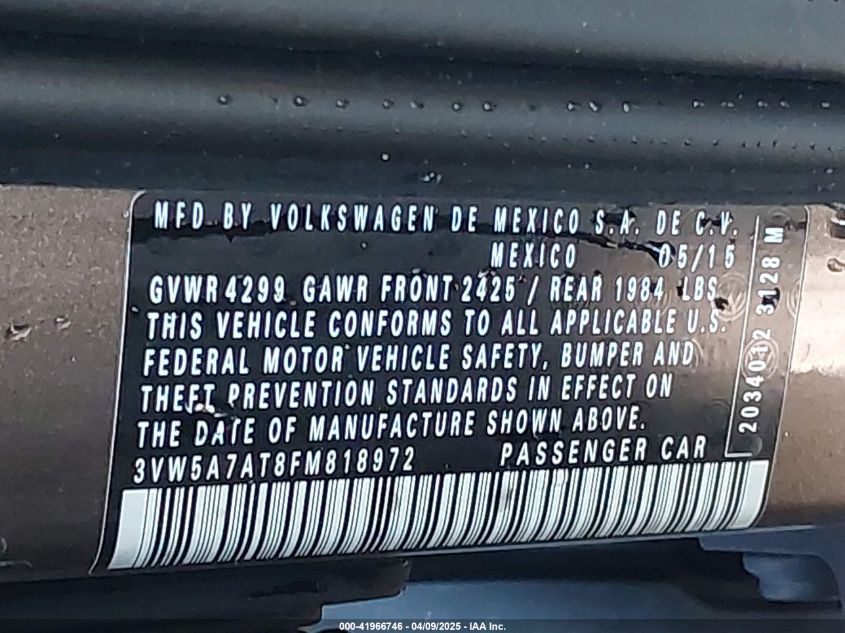 MFD BY VOLKSWAGEN DE MEXICO S.A. DE C.V.
MEXICO 05/15
GVWR 4299 GAWR FRONT 2425 / REAR 1984 LBS
THIS VEHICLE CONFORMS TO ALL APPLICABLE U.S.
FEDERAL MOTOR VEHICLE SAFETY, BUMPER AND
THEFT PREVENTION STANDARDS IN EFFECT ON
THE DATE OF MANUFACTURE SHOWN ABOVE.
3VW5A7AT8FM818972 PASSENGER CAR
2034012 3128 M
000-41966746 - 04/09/2025 - IAA Inc.